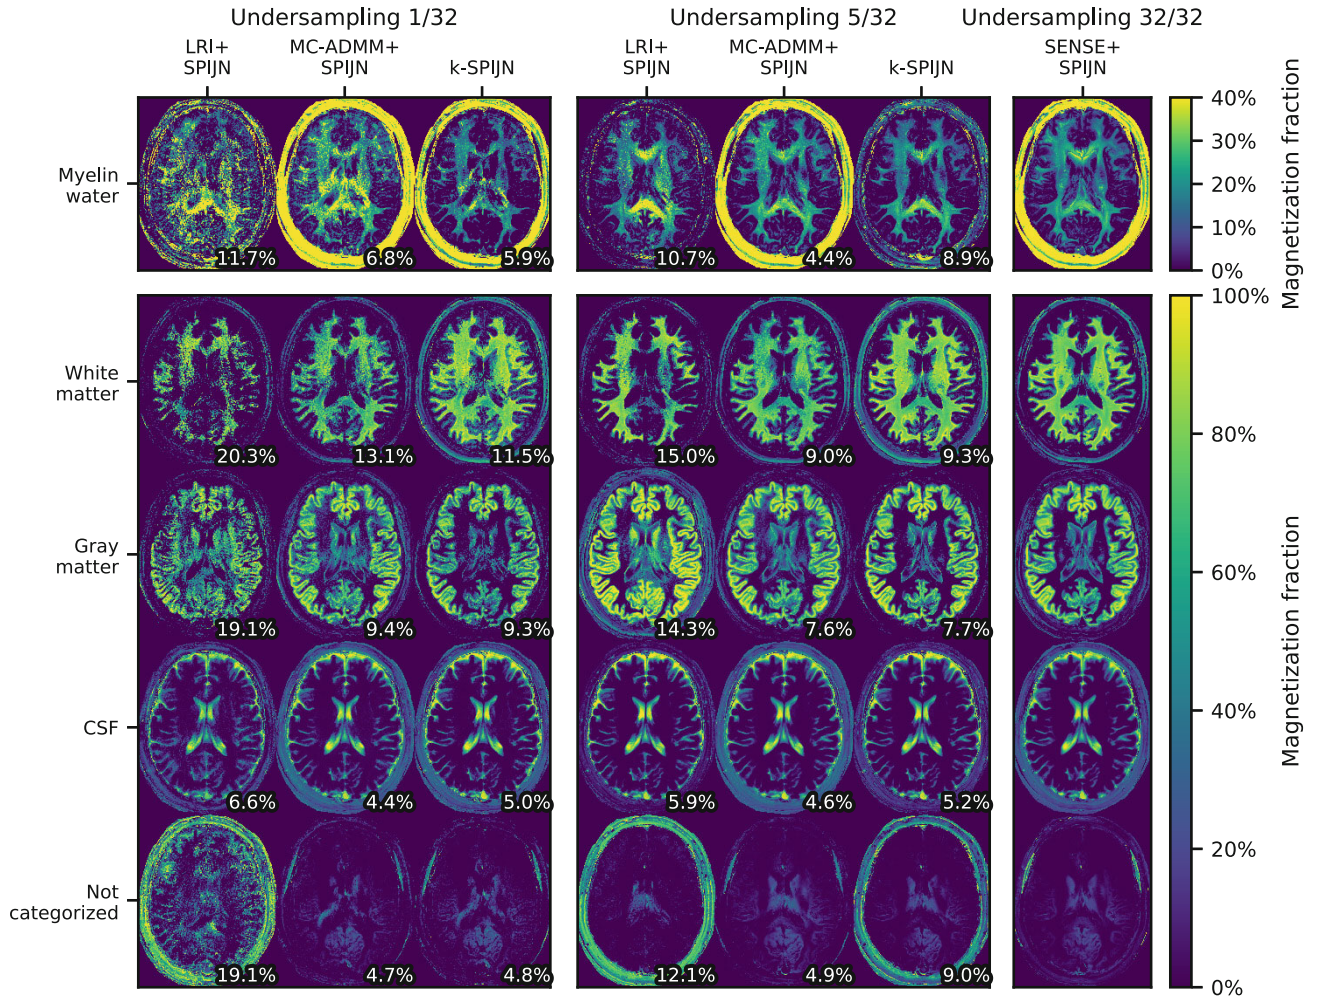 Undersampling 1/32
Undersampling 5/32
Undersampling 32/32
LRI+
SPIJN
MC-ADMM+
SPIJN
k-SPIJN
LRI+
SPIJN
MC-ADMM+
SPIJN
k-SPIJN
SENSE+
SPIJN
Myelin
water
11.7%
6.8%
5.9%
10.7%
4.4%
8.9%
40%
30%
20%
10%
0%
Magnetization fraction
White
matter
20.3%
13.1%
11.5%
15.0%
9.0%
9.3%
Gray
matter
19.1%
9.4%
9.3%
14.3%
7.6%
7.7%
CSF
6.6%
4.4%
5.0%
5.9%
4.6%
5.2%
Not
categorized
19.1%
4.7%
4.8%
12.1%
4.9%
9.0%
100%
80%
60%
40%
20%
0%
Magnetization fraction